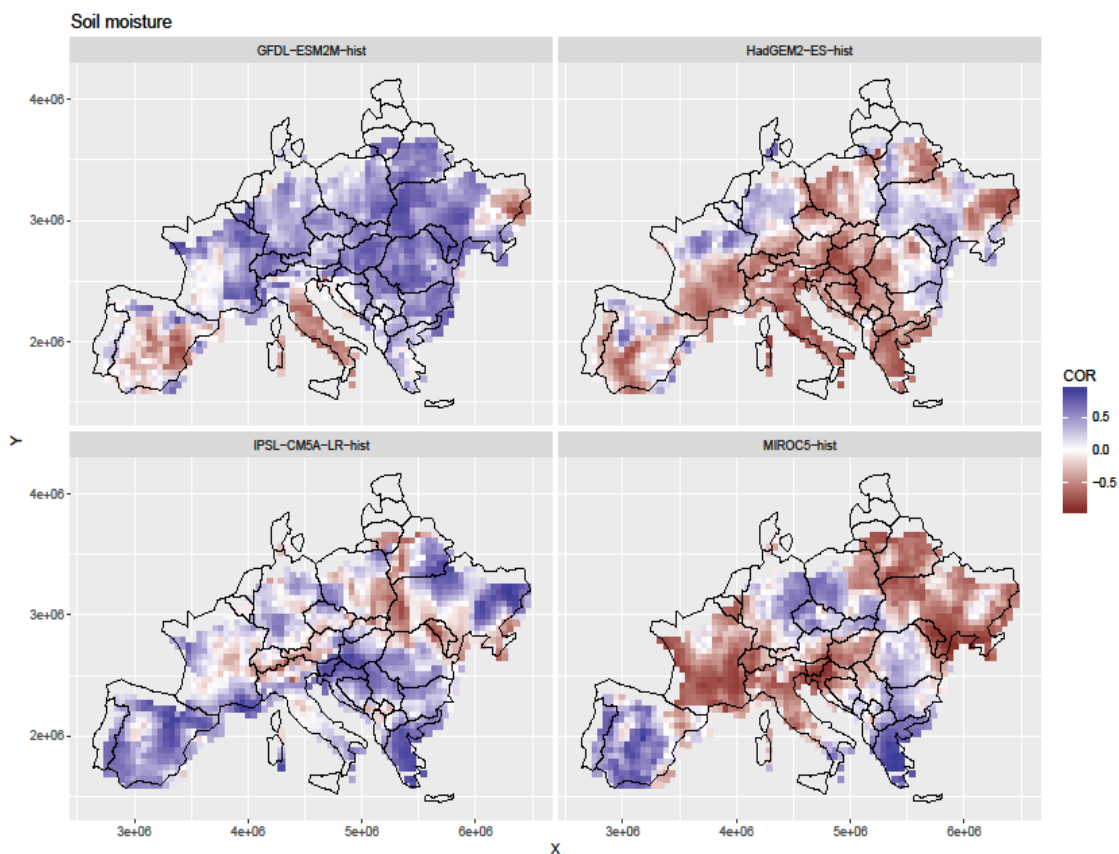 Soil moisture
GFDL-ESM2M-hist
HadGEM2-ES-hist
4e+06
3e+06
2e+06
COR
0.5
0.0
−0.5
Y
IPSL-CM5A-LR-hist
MIROC5-hist
4e+06
3e+06
2e+06
3e+06 4e+06 5e+06 6e+06 3e+06 4e+06 5e+06 6e+06
X